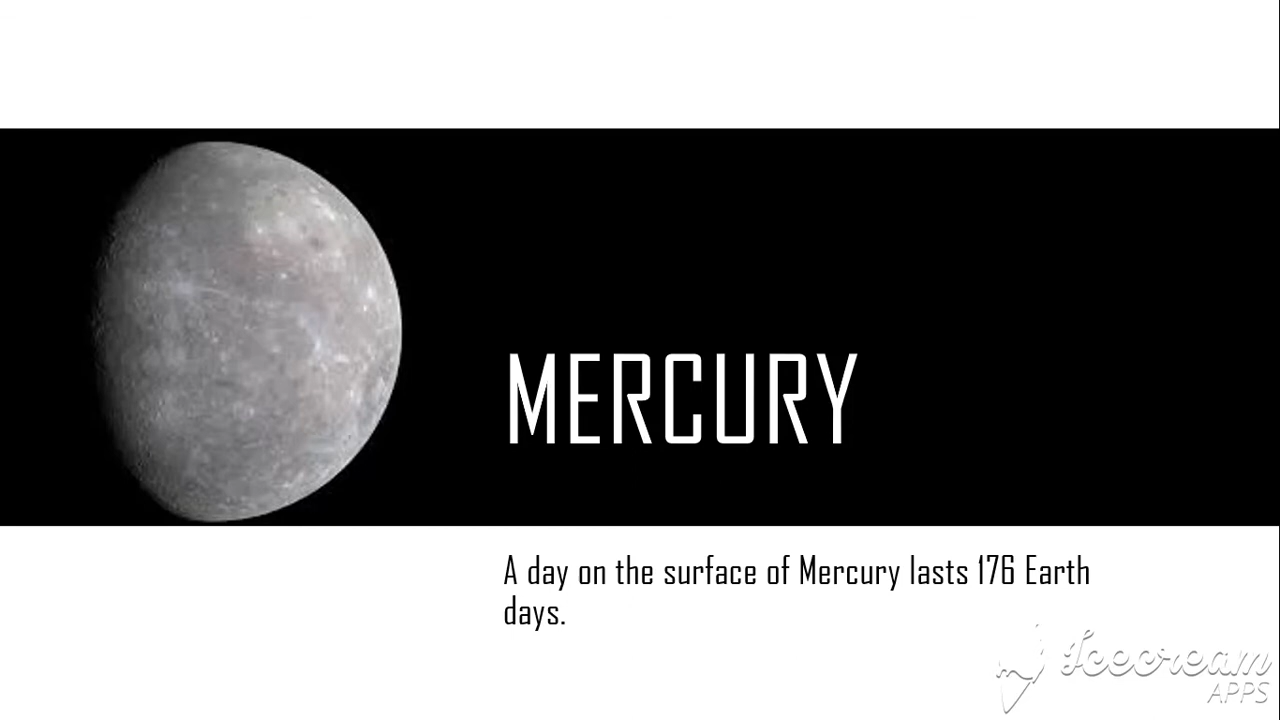 MERCURY
A day on the surface of Mercury lasts 176 Earth
days.
Icecream
APPS